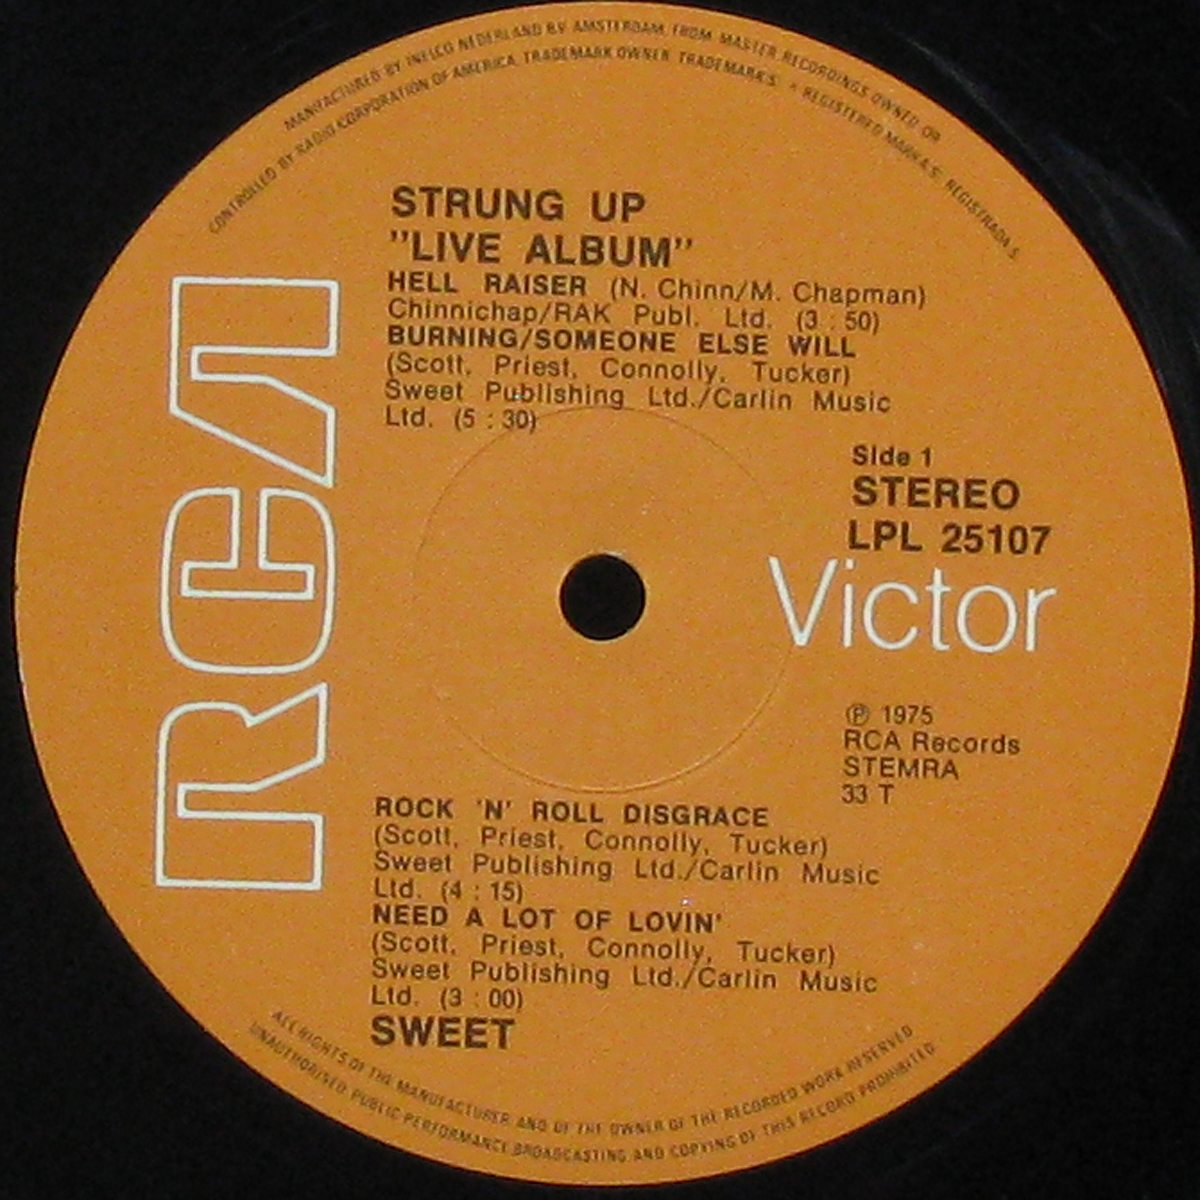 MANUFACTURED BY INELCO NEDERLAND B.V. AMSTERDAM, FROM MASTER RECORDINGS OWNED OR
CONTROLLED BY RADIO CORPORATION OF AMERICA. TRADEMARK OWNER TRADEMARK'S ® REGISTERED MARKA'S REGISTRADA'S
STRUNG UP
"LIVE ALBUM"
HELL RAISER (N. Chinn/M. Chapman)
Chinnichap/RAK Publ. Ltd. (3 : 50)
BURNING/SOMEONE ELSE WILL
(Scott, Priest, Connolly, Tucker)
Sweet Publishing Ltd./Carlin Music
Ltd. (5 : 30)
RCA
Side 1
STEREO
LPL 25107
Victor
℗ 1975
RCA Records
STEMRA
33 T
ROCK 'N' ROLL DISGRACE
(Scott, Priest, Connolly, Tucker)
Sweet Publishing Ltd./Carlin Music
Ltd. (4 : 15)
NEED A LOT OF LOVIN'
(Scott, Priest, Connolly, Tucker)
Sweet Publishing Ltd./Carlin Music
Ltd. (3 : 00)
SWEET
ALL RIGHTS OF THE MANUFACTURER AND OF THE OWNER OF THE RECORDED WORK RESERVED
UNAUTHORISED PUBLIC PERFORMANCE BROADCASTING AND COPYING OF THIS RECORD PROHIBITED